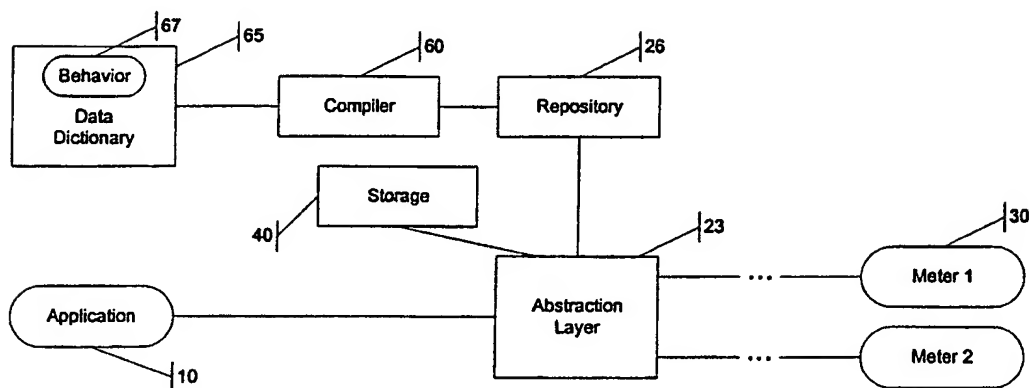 67
65
60
26
Behavior
Data
Dictionary
Compiler
Repository
Storage
40
23
30
Abstraction
Layer
...
Meter 1
Application
...
Meter 2
10